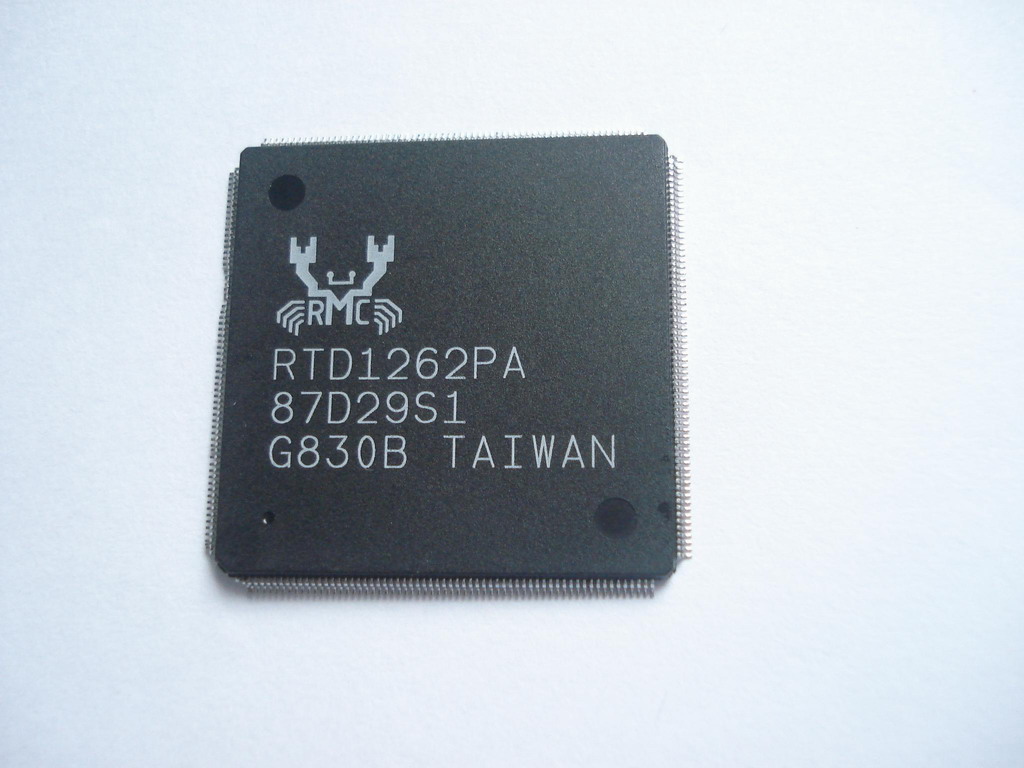 RMC
RTD1262PA
87D29S1
G830B TAIWAN